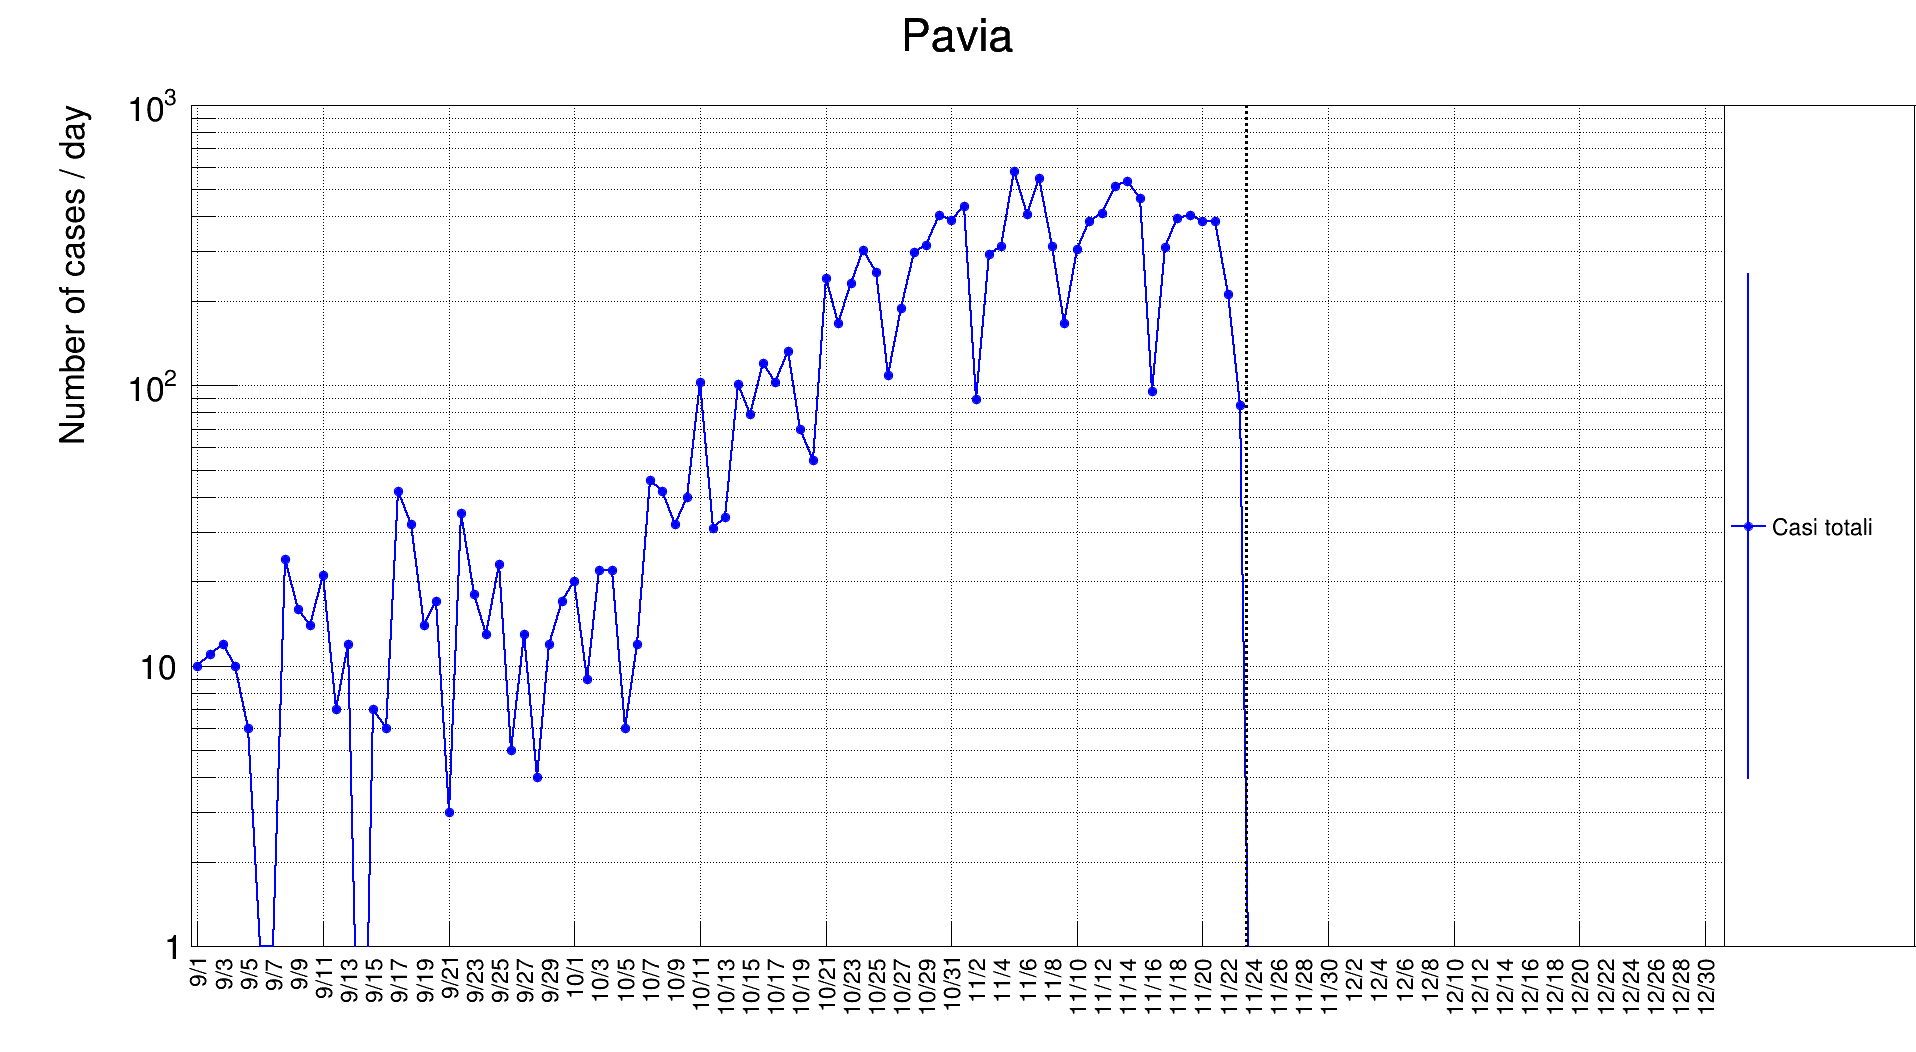 Pavia
Number of cases / day
10³
10²
10
1
9/1 9/3 9/5 9/7 9/9 9/11 9/13 9/15 9/17 9/19 9/21 9/23 9/25 9/27 9/29 10/1 10/3 10/5 10/7 10/9 10/11 10/13 10/15 10/17 10/19 10/21 10/23 10/25 10/27 10/29 10/31 11/2 11/4 11/6 11/8 11/10 11/12 11/14 11/16 11/18 11/20 11/22 11/24 11/26 11/28 11/30 12/2 12/4 12/6 12/8 12/10 12/12 12/14 12/16 12/18 12/20 12/22 12/24 12/26 12/28 12/30
Casi totali